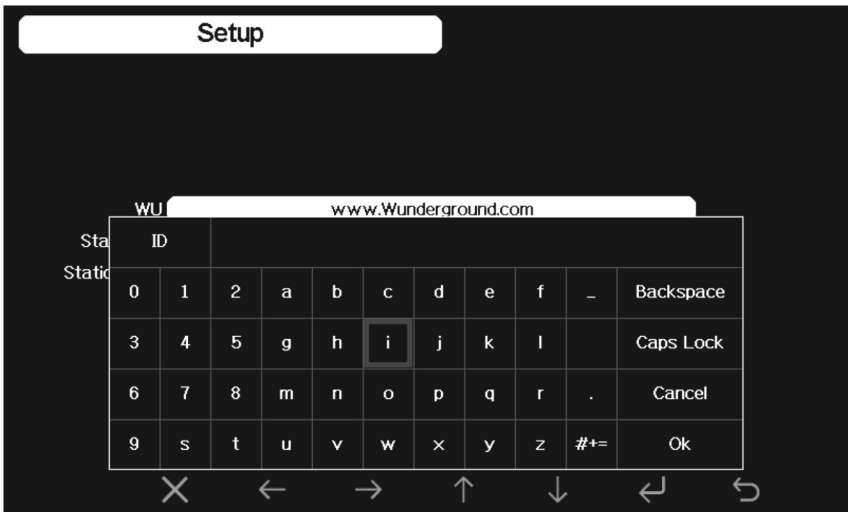 Setup
WU www.Wunderground.com
Sta ID
Static
0 1 2 a b c d e f _ Backspace
3 4 5 g h i j k l Caps Lock
6 7 8 m n o p q r . Cancel
9 s t u v w x y z #+= Ok